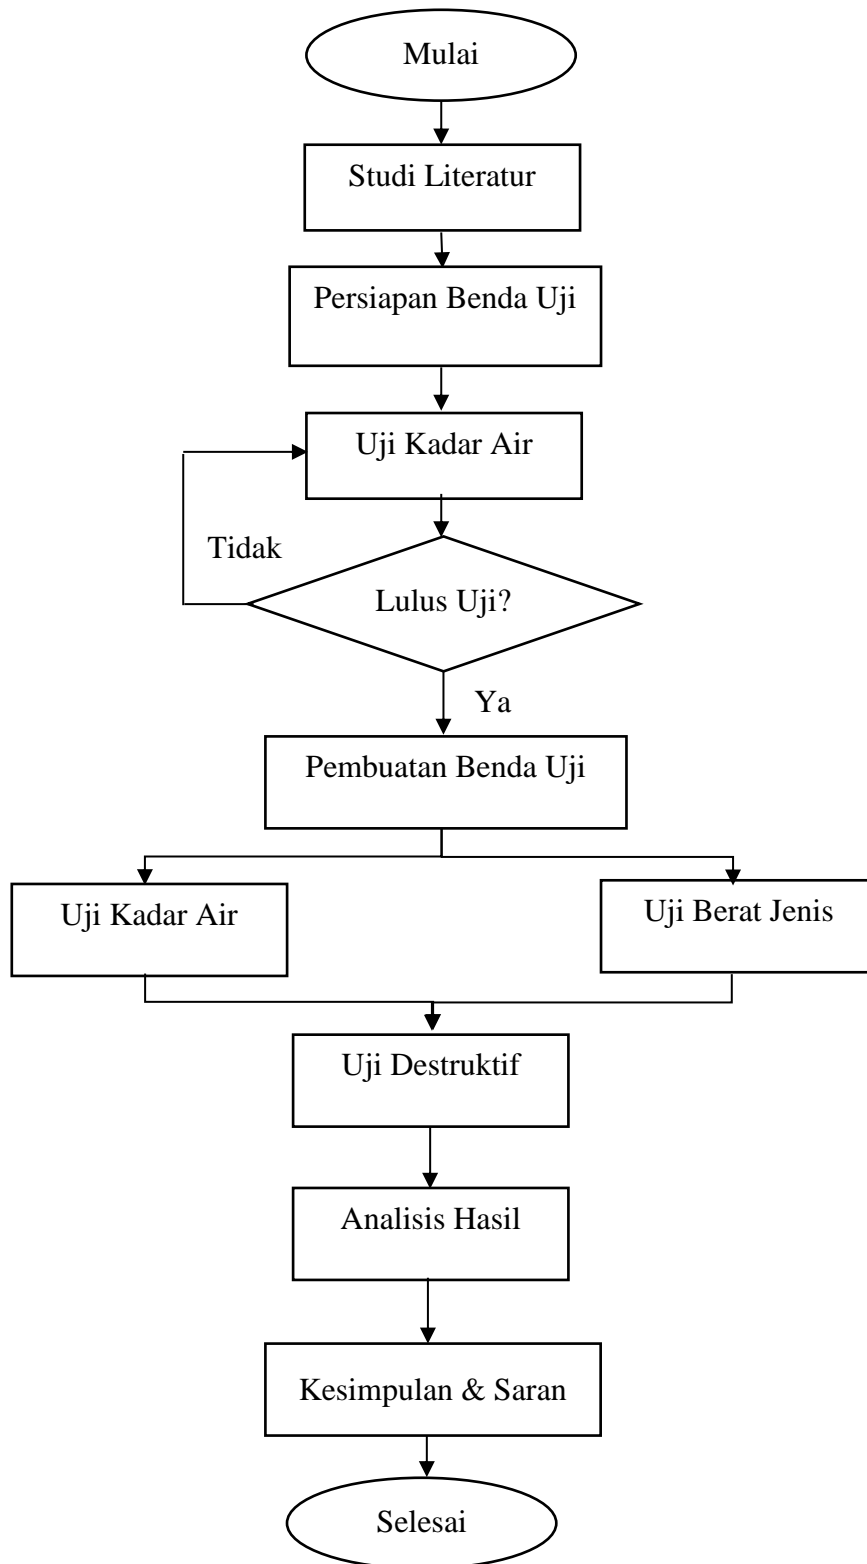 Mulai
Studi Literatur
Persiapan Benda Uji
Uji Kadar Air
Tidak
Lulus Uji?
Ya
Pembuatan Benda Uji
Uji Kadar Air
Uji Berat Jenis
Uji Destruktif
Analisis Hasil
Kesimpulan & Saran
Selesai